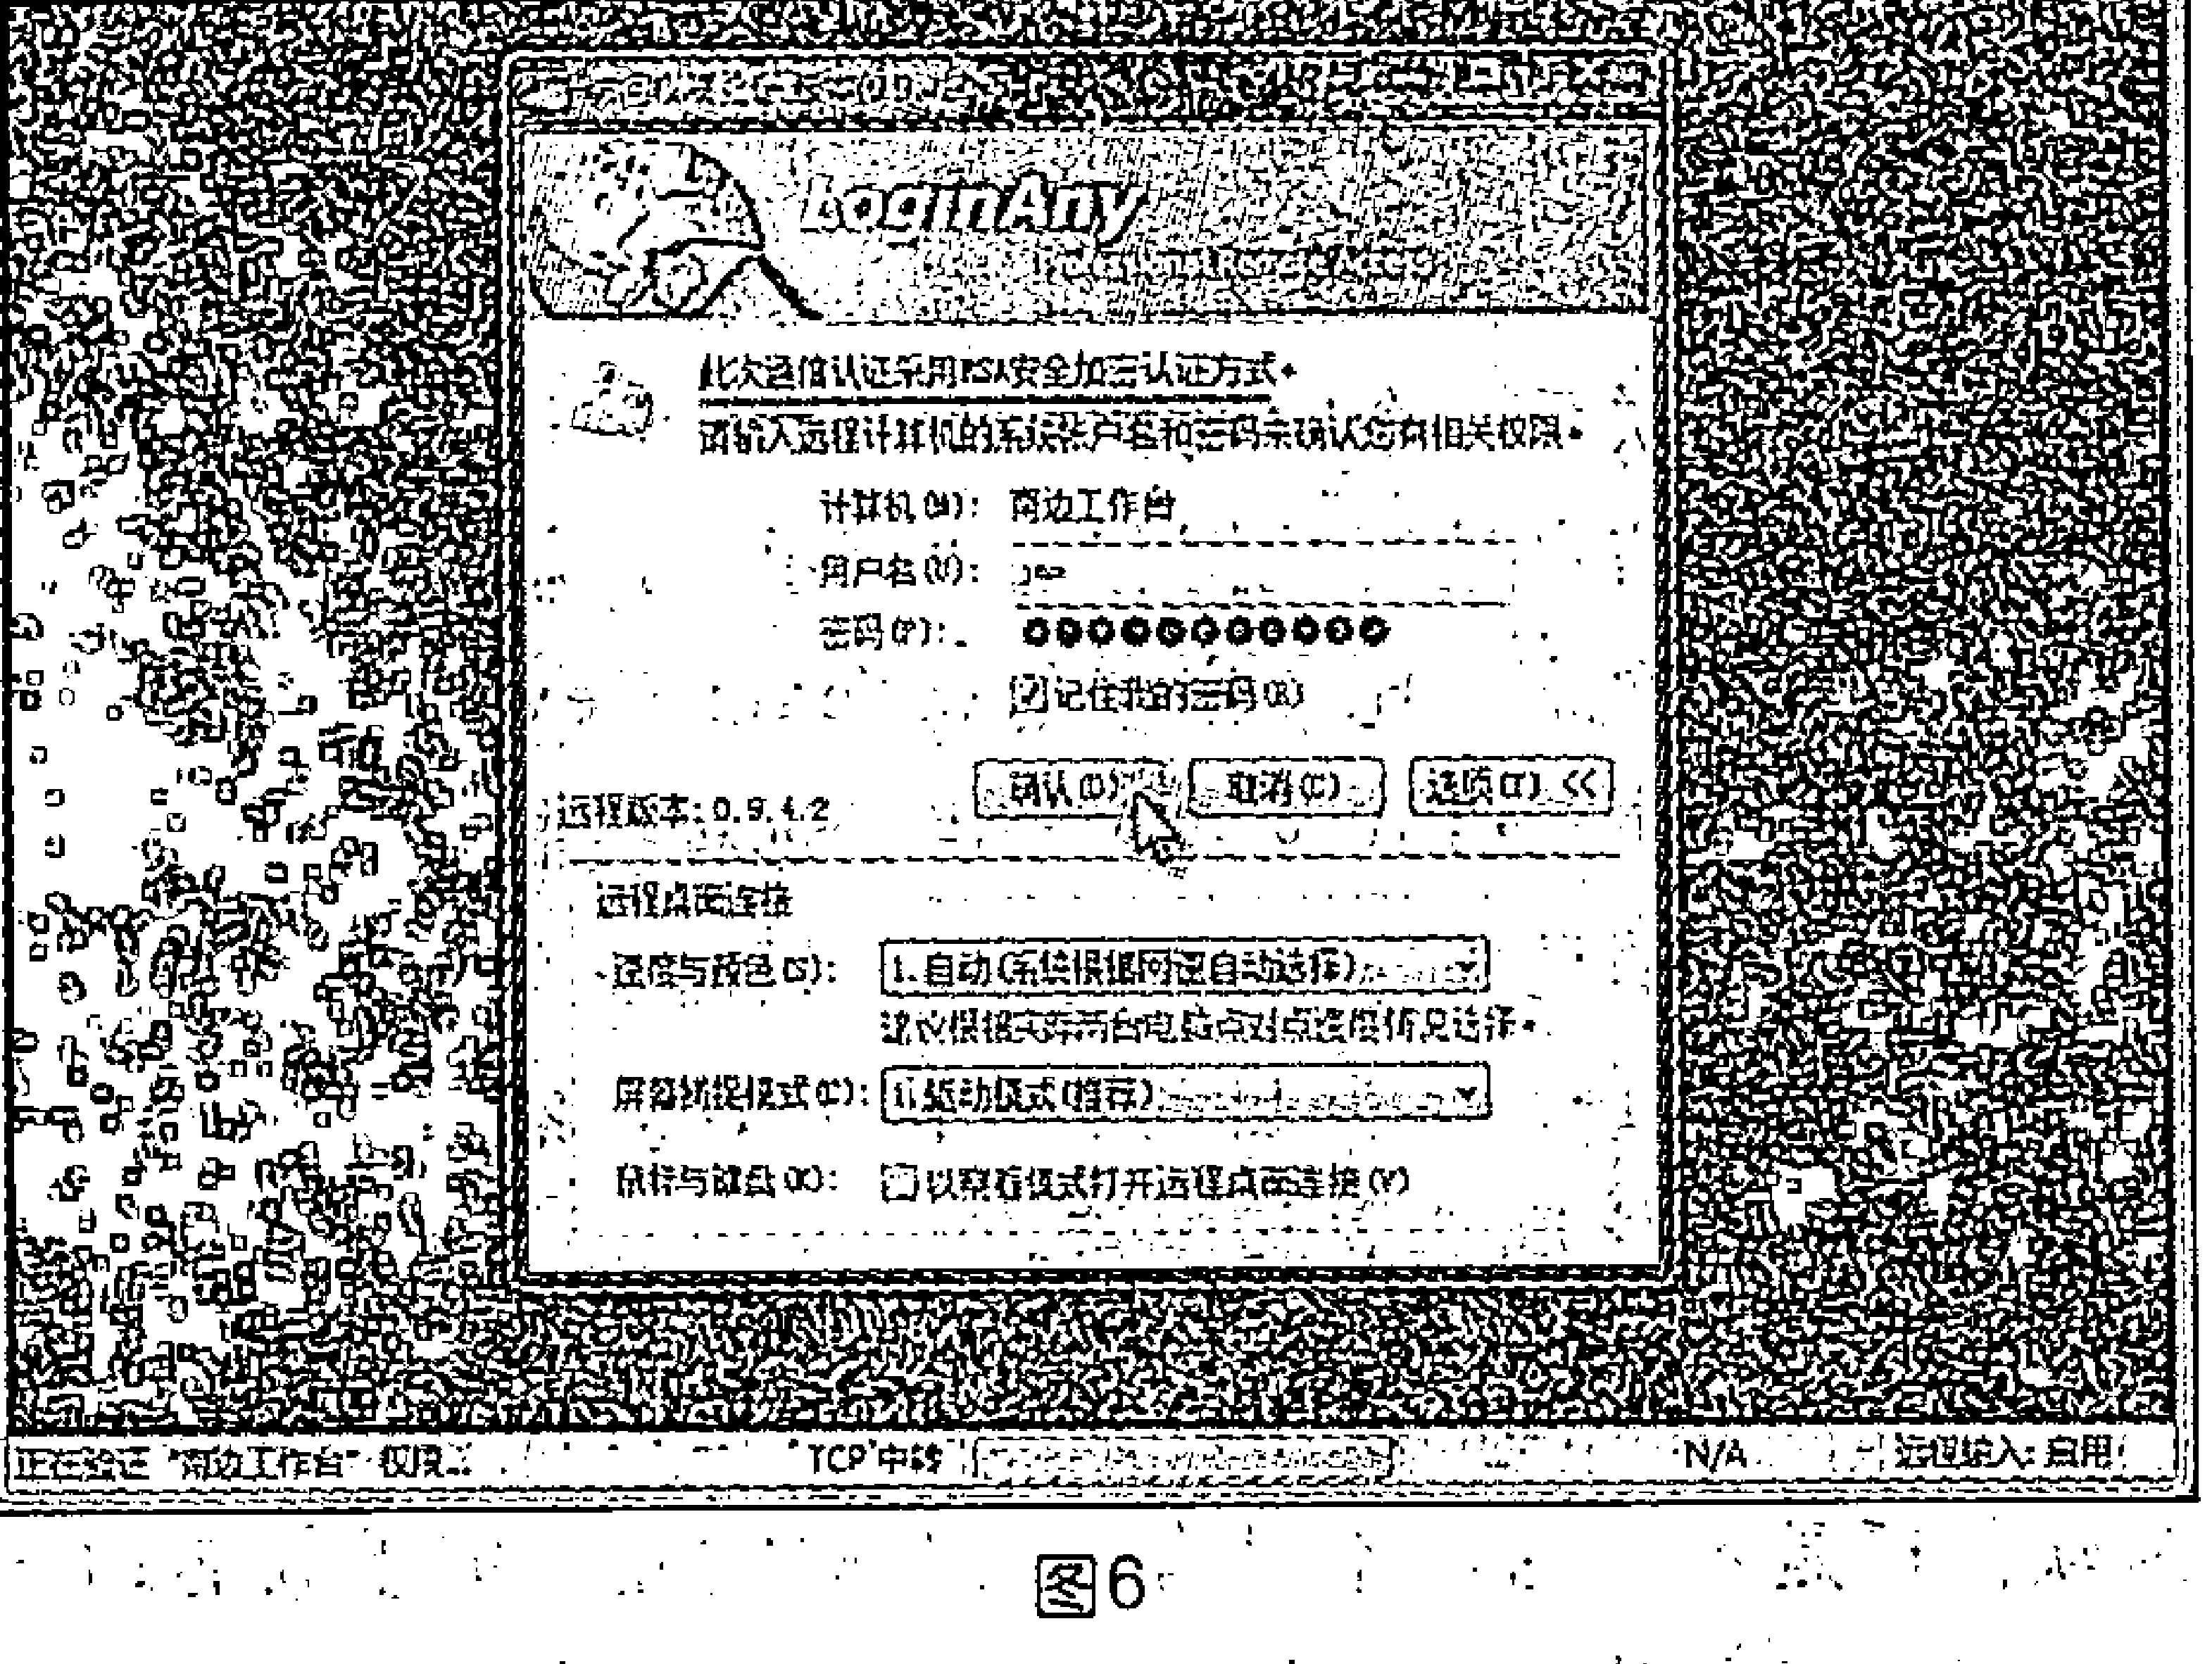 LoginAny
此次通信认证采用RSA安全加密认证方式。
请输入远程计算机的系统帐户名和密码来确认您有相关权限。
计算机(N): 南边工作台
用户名(U):
密码(P):
记住我的密码(R)
确认(O) 取消(C) 选项(T) <<
远程版本:0.9.4.2
远程桌面连接
速度与颜色(S): 1.自动(系统根据网速自动选择)
建议根据实际两台电脑点对点速度情况选择。
屏幕捕捉模式(C): 1.驱动模式(推荐)
鼠标与键盘(K): 以察看模式打开远程桌面连接(V)
正在验证 "南边工作台" 权限... TCP 中转 N/A 远程输入: 启用
图6